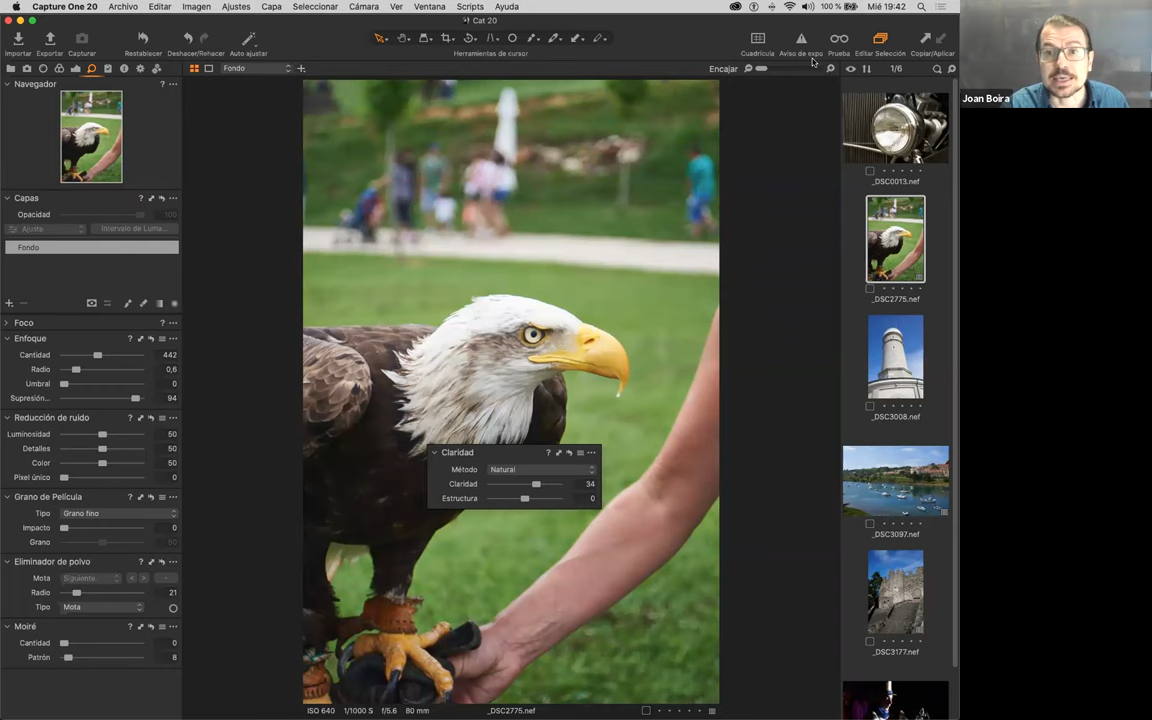 Capture One 20 Archivo Editar Imagen Ajustes Capa Seleccionar Cámara Ver Ventana Scripts Ayuda 100 % Mié 19:42
Cat 20
Importar Exportar Capturar Restablecer Deshacer/Rehacer Auto ajustar Herramientas de cursor Cuadrícula Aviso de expo Prueba Editar Selección Copiar/Aplicar
Fondo Encajar 1/6
Navegador
Capas
Opacidad 100
Ajuste Intervalo de Luma...
Fondo
Foco
Enfoque
Cantidad 442
Radio 0,6
Umbral 0
Supresión... 94
Reducción de ruido
Luminosidad 50
Detalles 50
Color 50
Pixel único 0
Grano de Película
Tipo Grano fino
Impacto 0
Grano 50
Eliminador de polvo
Mota Siguiente
Radio 21
Tipo Mota
Moiré
Cantidad 0
Patrón 8
Claridad
Método Natural
Claridad 34
Estructura 0
ISO 640 1/1000 S f/5.6 80 mm _DSC2775.nef
_DSC0013.nef
_DSC2775.nef
_DSC3008.nef
_DSC3097.nef
_DSC3177.nef
Joan Boira